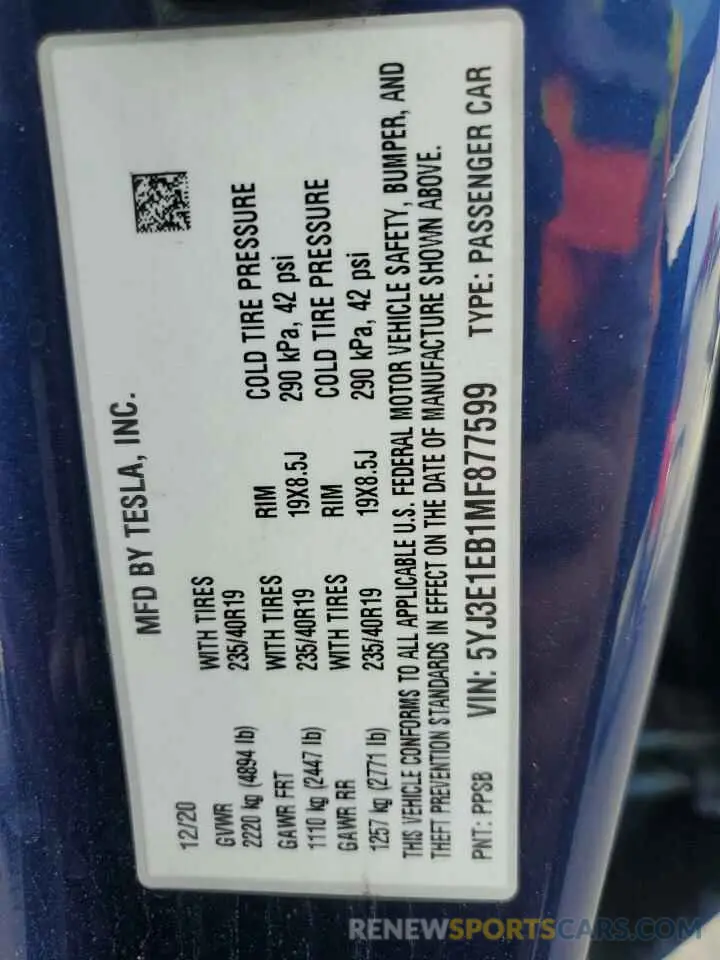 MFD BY TESLA, INC.
12/20
GVWR WITH TIRES
2220 kg (4894 lb) 235/40R19
GAWR FRT WITH TIRES RIM COLD TIRE PRESSURE
1110 kg (2447 lb) 235/40R19 19X8.5J 290 kPa, 42 psi
GAWR RR WITH TIRES RIM COLD TIRE PRESSURE
1257 kg (2771 lb) 235/40R19 19X8.5J 290 kPa, 42 psi
THIS VEHICLE CONFORMS TO ALL APPLICABLE U.S. FEDERAL MOTOR VEHICLE SAFETY, BUMPER, AND
THEFT PREVENTION STANDARDS IN EFFECT ON THE DATE OF MANUFACTURE SHOWN ABOVE.
PNT: PPSB VIN: 5YJ3E1EB1MF877599 TYPE: PASSENGER CAR
RENEWSPORTSCARS.COM